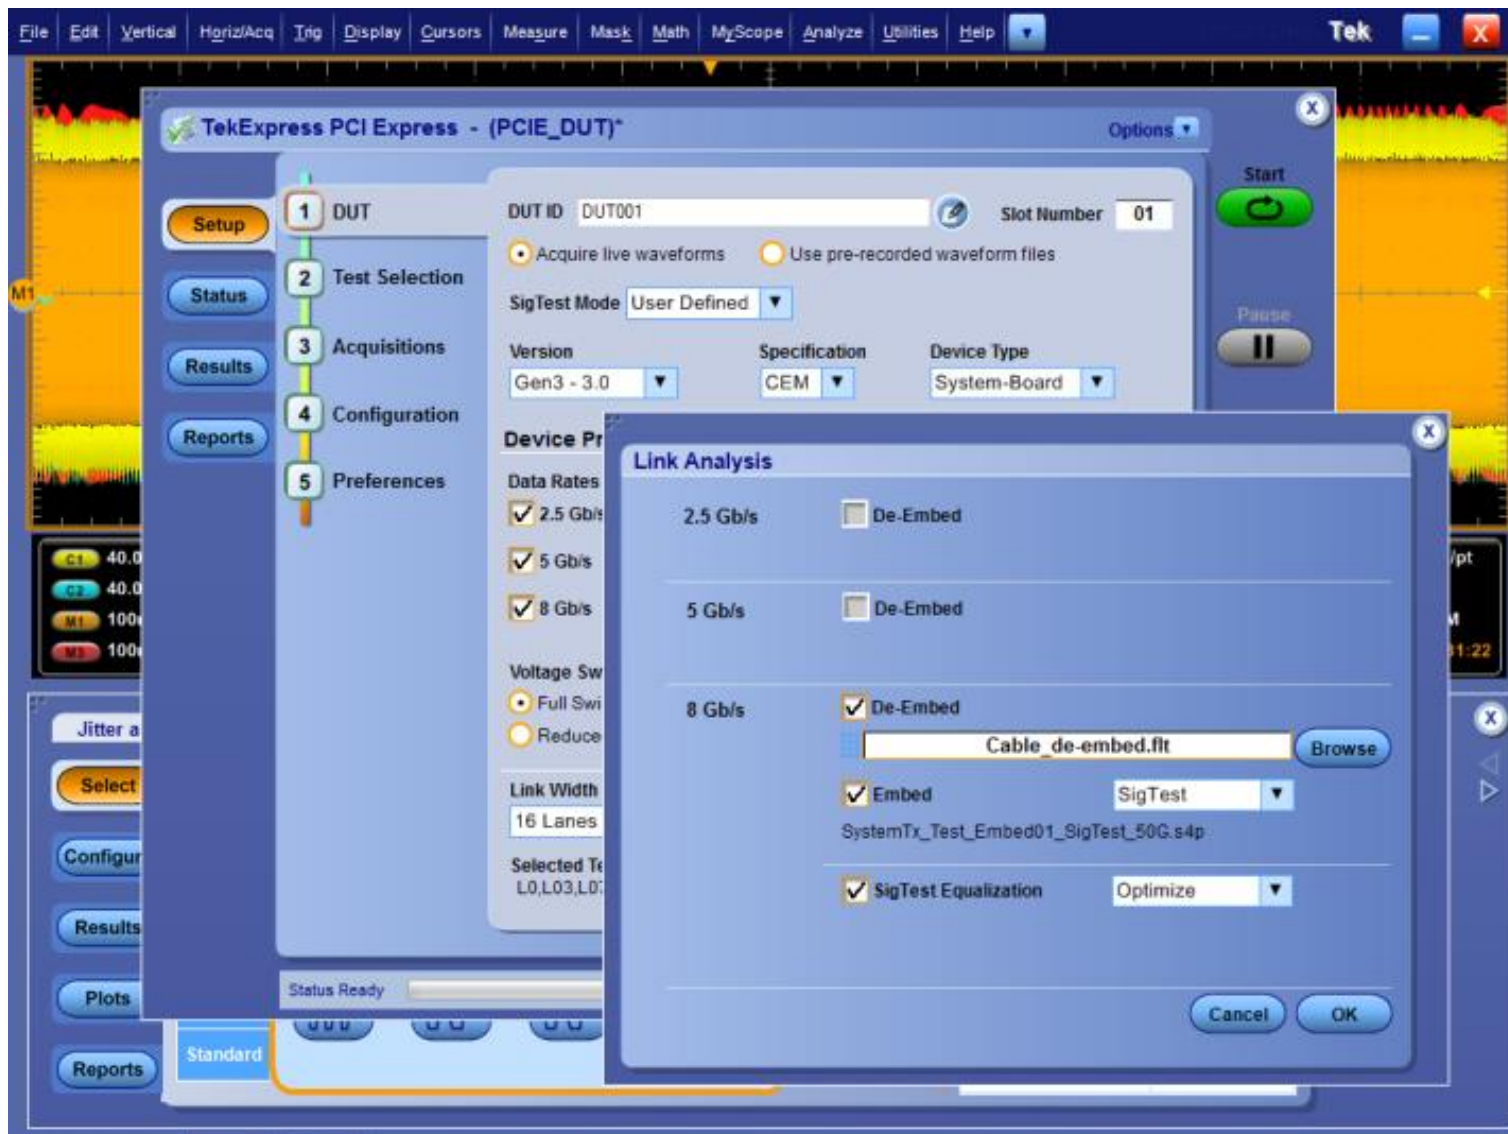 File Edit Vertical Horiz/Acq Trig Display Cursors Measure Mask Math MyScope Analyze Utilities Help Tek X
TekExpress PCI Express - (PCIE_DUT)* Options X
Setup
Status
Results
Reports
1 DUT
2 Test Selection
3 Acquisitions
4 Configuration
5 Preferences
DUT ID DUT001 Slot Number 01
Acquire live waveforms Use pre-recorded waveform files
SigTest Mode User Defined
Version Specification Device Type
Gen3 - 3.0 CEM System-Board
Start
Pause
Device Pr
Data Rates
2.5 Gb/s
5 Gb/s
8 Gb/s
Voltage Sw
Full Swi
Reduce
Link Width
16 Lanes
Selected Te
L0,L03,L07
Status Ready
M1
C1 40.0
C2 40.0
M1 100
M3 100
/pt
M
31:22
Link Analysis X
2.5 Gb/s De-Embed
5 Gb/s De-Embed
8 Gb/s De-Embed
Cable_de-embed.flt Browse
Embed SigTest
SystemTx_Test_Embed01_SigTest_50G.s4p
SigTest Equalization Optimize
Cancel OK
Jitter a X
Select
Configur
Results
Plots
Reports
Standard